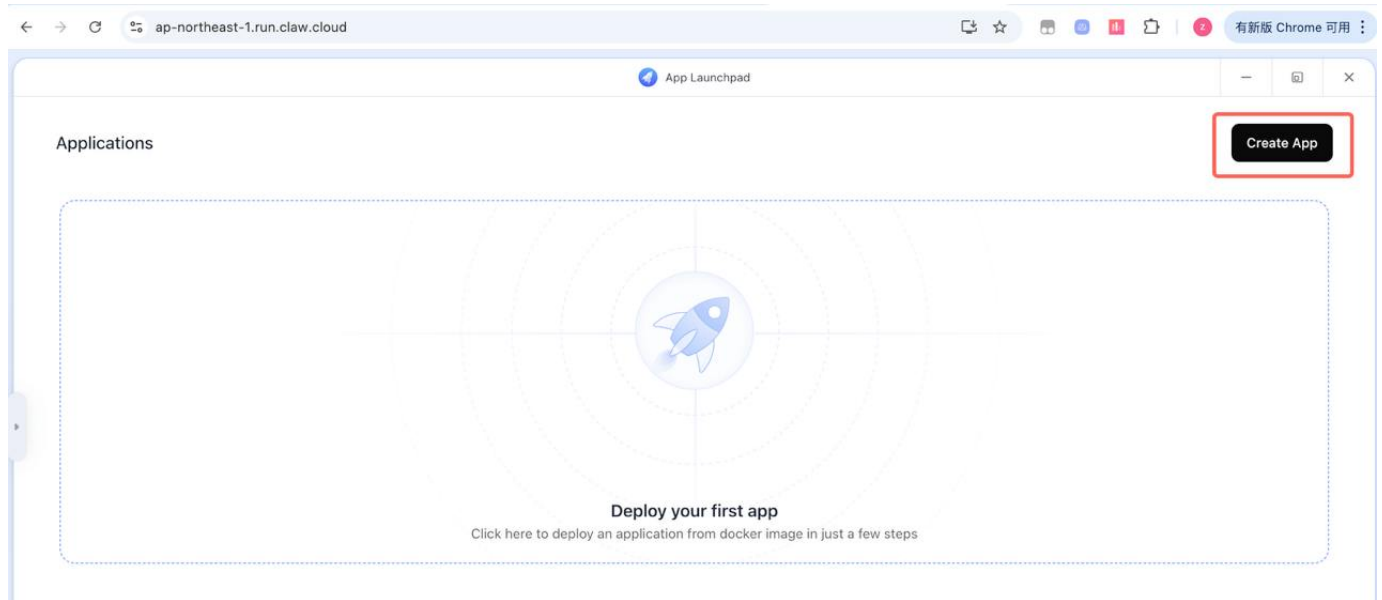 ap-northeast-1.run.claw.cloud
z
有新版 Chrome 可用
App Launchpad
Applications
Create App
Deploy your first app
Click here to deploy an application from docker image in just a few steps